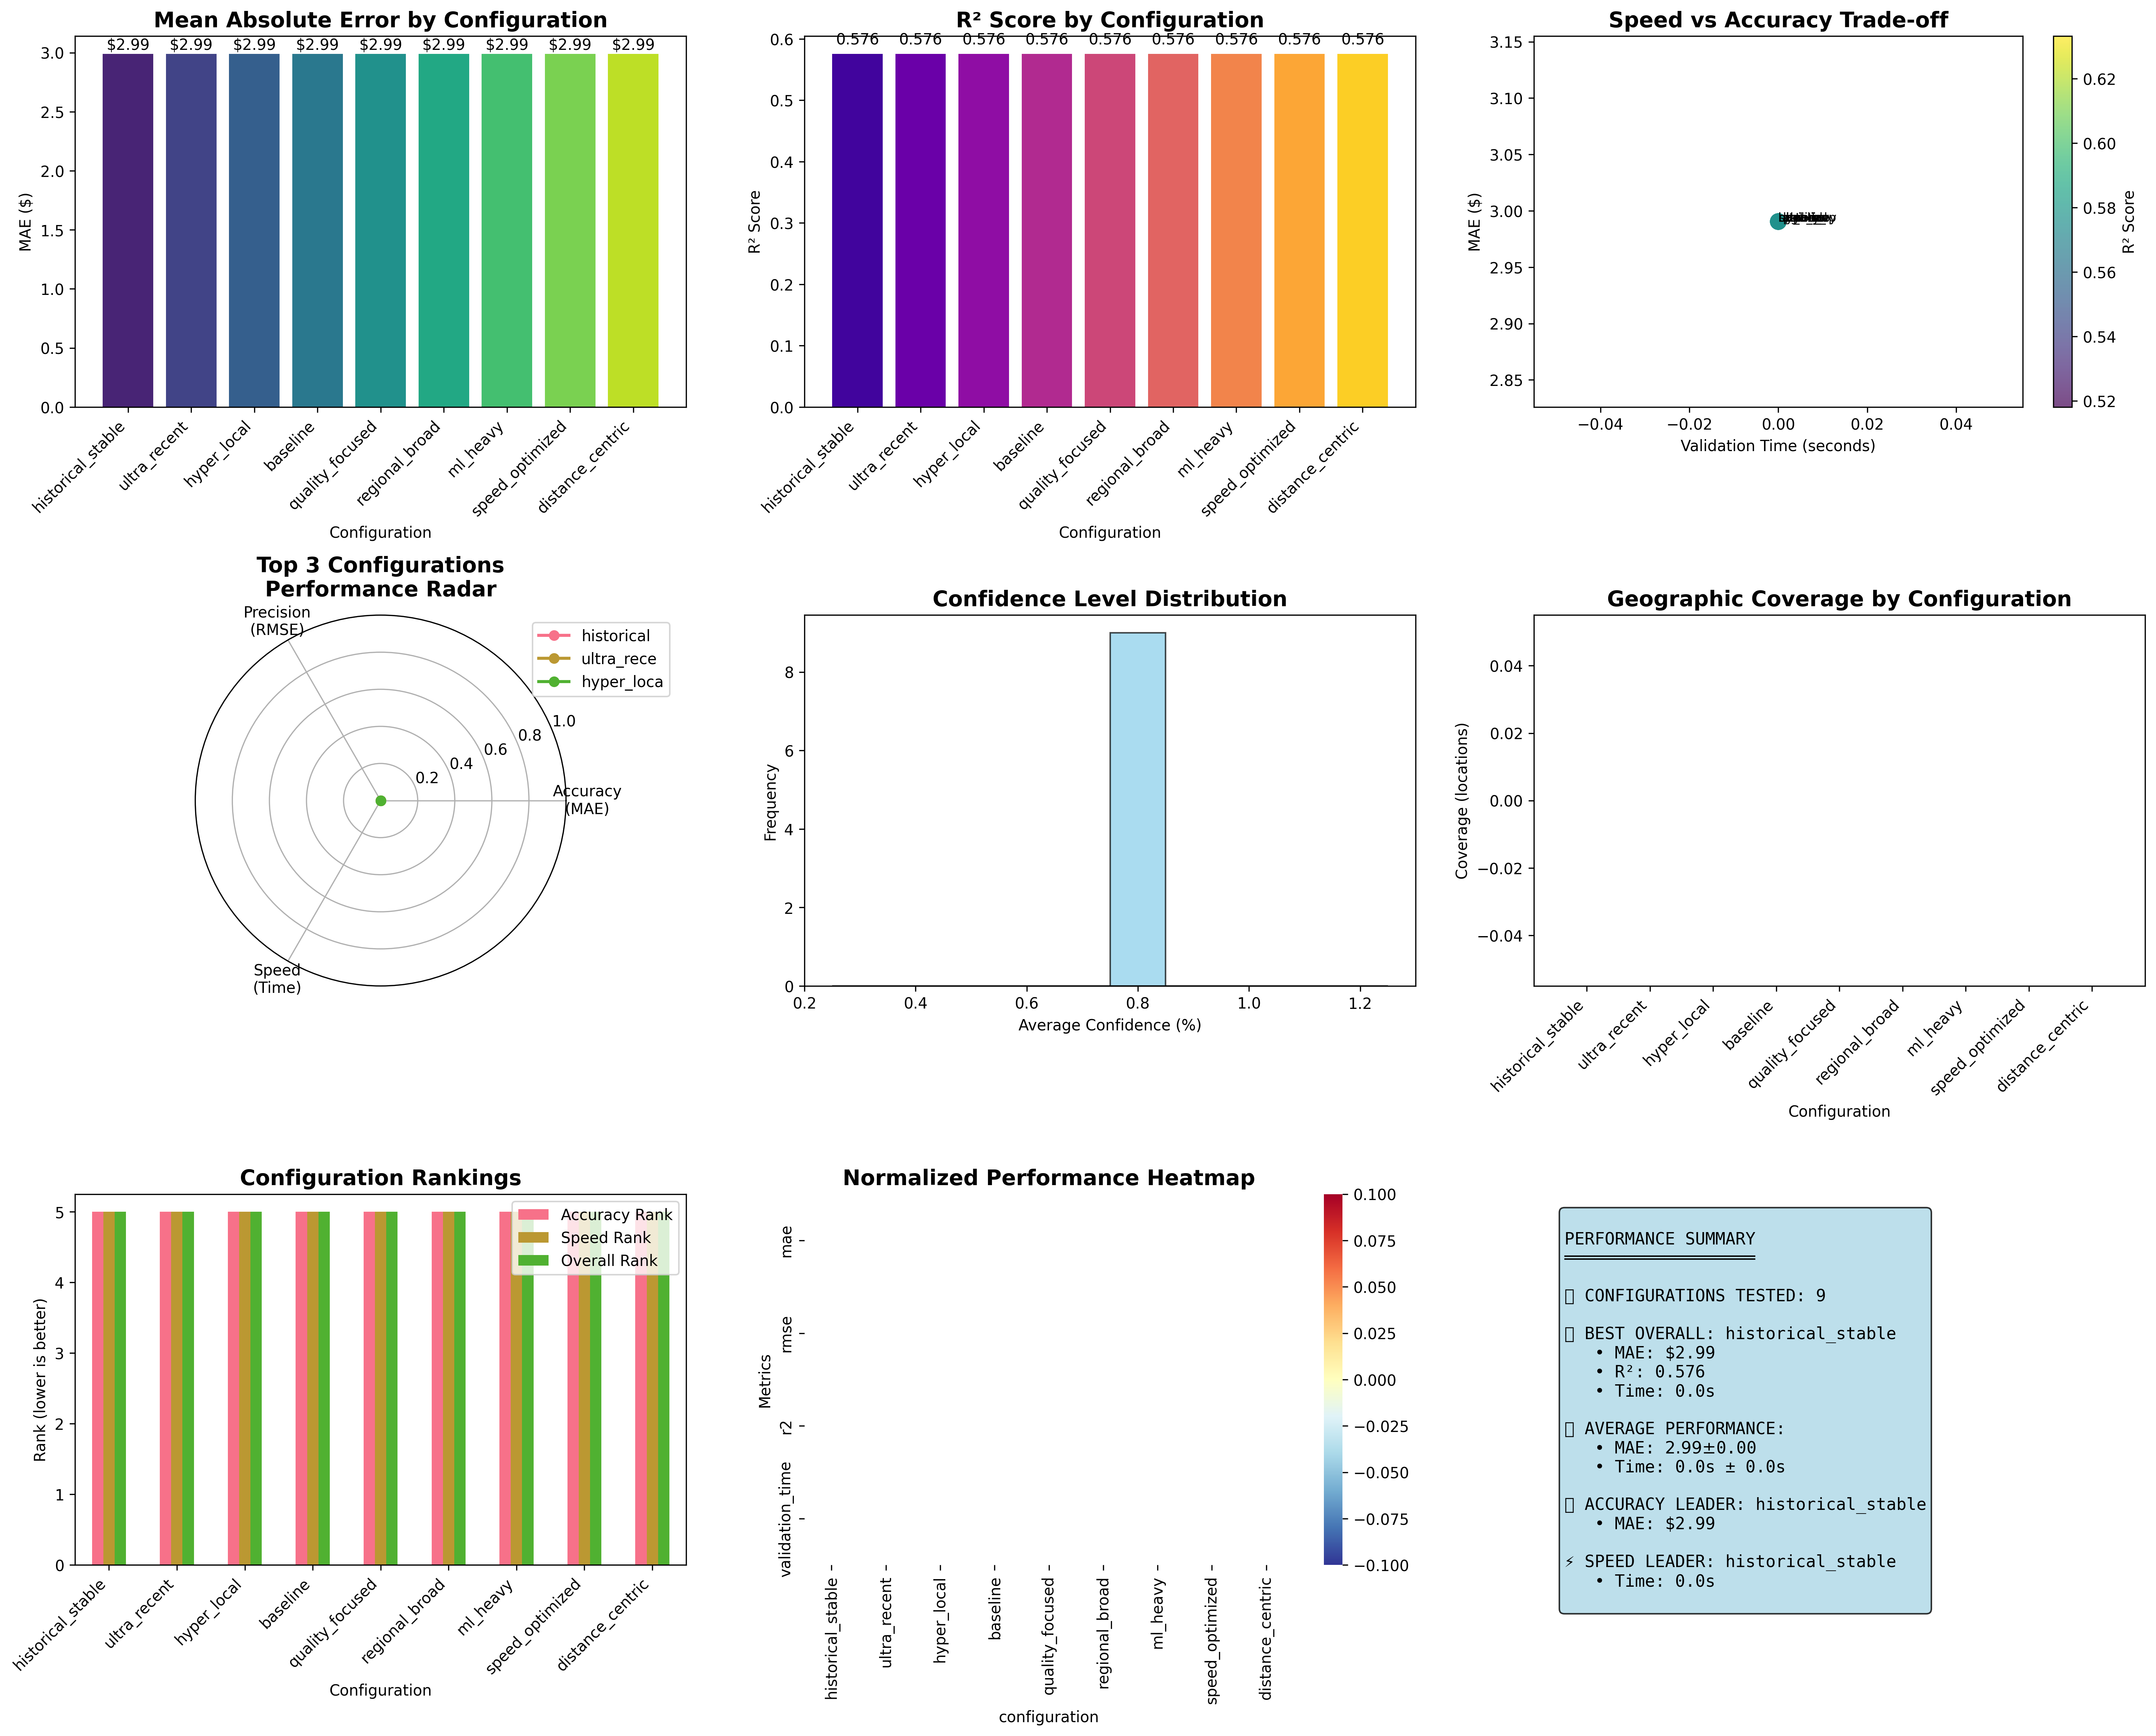 Mean Absolute Error by Configuration
$2.99 $2.99 $2.99 $2.99 $2.99 $2.99 $2.99 $2.99 $2.99
3.0
2.5
2.0
1.5
1.0
0.5
0.0
MAE ($)
historical_stable
ultra_recent
hyper_local
baseline
quality_focused
regional_broad
ml_heavy
speed_optimized
distance_centric
Configuration
R² Score by Configuration
0.576 0.576 0.576 0.576 0.576 0.576 0.576 0.576 0.576
0.6
0.5
0.4
0.3
0.2
0.1
0.0
R² Score
historical_stable
ultra_recent
hyper_local
baseline
quality_focused
regional_broad
ml_heavy
speed_optimized
distance_centric
Configuration
Speed vs Accuracy Trade-off
3.15
3.10
3.05
3.00
2.95
2.90
2.85
MAE ($)
−0.04 −0.02 0.00 0.02 0.04
Validation Time (seconds)
0.62
0.60
0.58
0.56
0.54
0.52
R² Score
Top 3 Configurations
Performance Radar
Precision
(RMSE)
historical
ultra_rece
hyper_loca
1.0
0.8
0.6
0.4
0.2
Accuracy
(MAE)
Speed
(Time)
Confidence Level Distribution
8
6
4
2
0
Frequency
0.2 0.4 0.6 0.8 1.0 1.2
Average Confidence (%)
Geographic Coverage by Configuration
0.04
0.02
0.00
−0.02
−0.04
Coverage (locations)
historical_stable
ultra_recent
hyper_local
baseline
quality_focused
regional_broad
ml_heavy
speed_optimized
distance_centric
Configuration
Configuration Rankings
Accuracy Rank
Speed Rank
Overall Rank
5
4
3
2
1
0
Rank (lower is better)
historical_stable
ultra_recent
hyper_local
baseline
quality_focused
regional_broad
ml_heavy
speed_optimized
distance_centric
Configuration
Normalized Performance Heatmap
mae
rmse
r2
validation_time
Metrics
historical_stable
ultra_recent
hyper_local
baseline
quality_focused
regional_broad
ml_heavy
speed_optimized
distance_centric
configuration
0.100
0.075
0.050
0.025
0.000
−0.025
−0.050
−0.075
−0.100
PERFORMANCE SUMMARY
CONFIGURATIONS TESTED: 9
BEST OVERALL: historical_stable
• MAE: $2.99
• R²: 0.576
• Time: 0.0s
AVERAGE PERFORMANCE:
• MAE: 2.99±0.00
• Time: 0.0s ± 0.0s
ACCURACY LEADER: historical_stable
• MAE: $2.99
⚡ SPEED LEADER: historical_stable
• Time: 0.0s